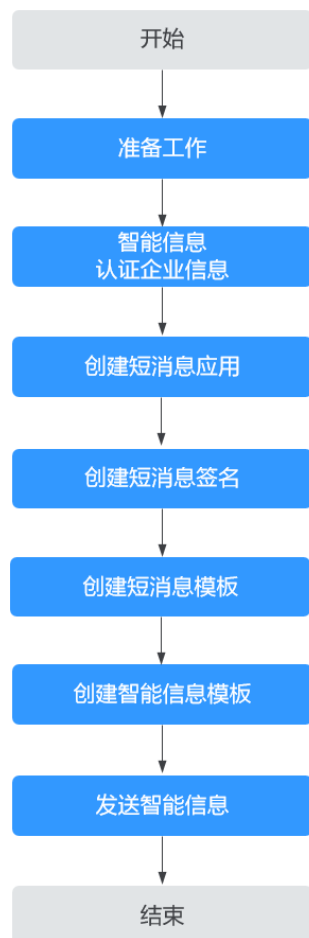 开始
准备工作
智能信息
认证企业信息
创建短消息应用
创建短消息签名
创建短消息模板
创建智能信息模板
发送智能信息
结束